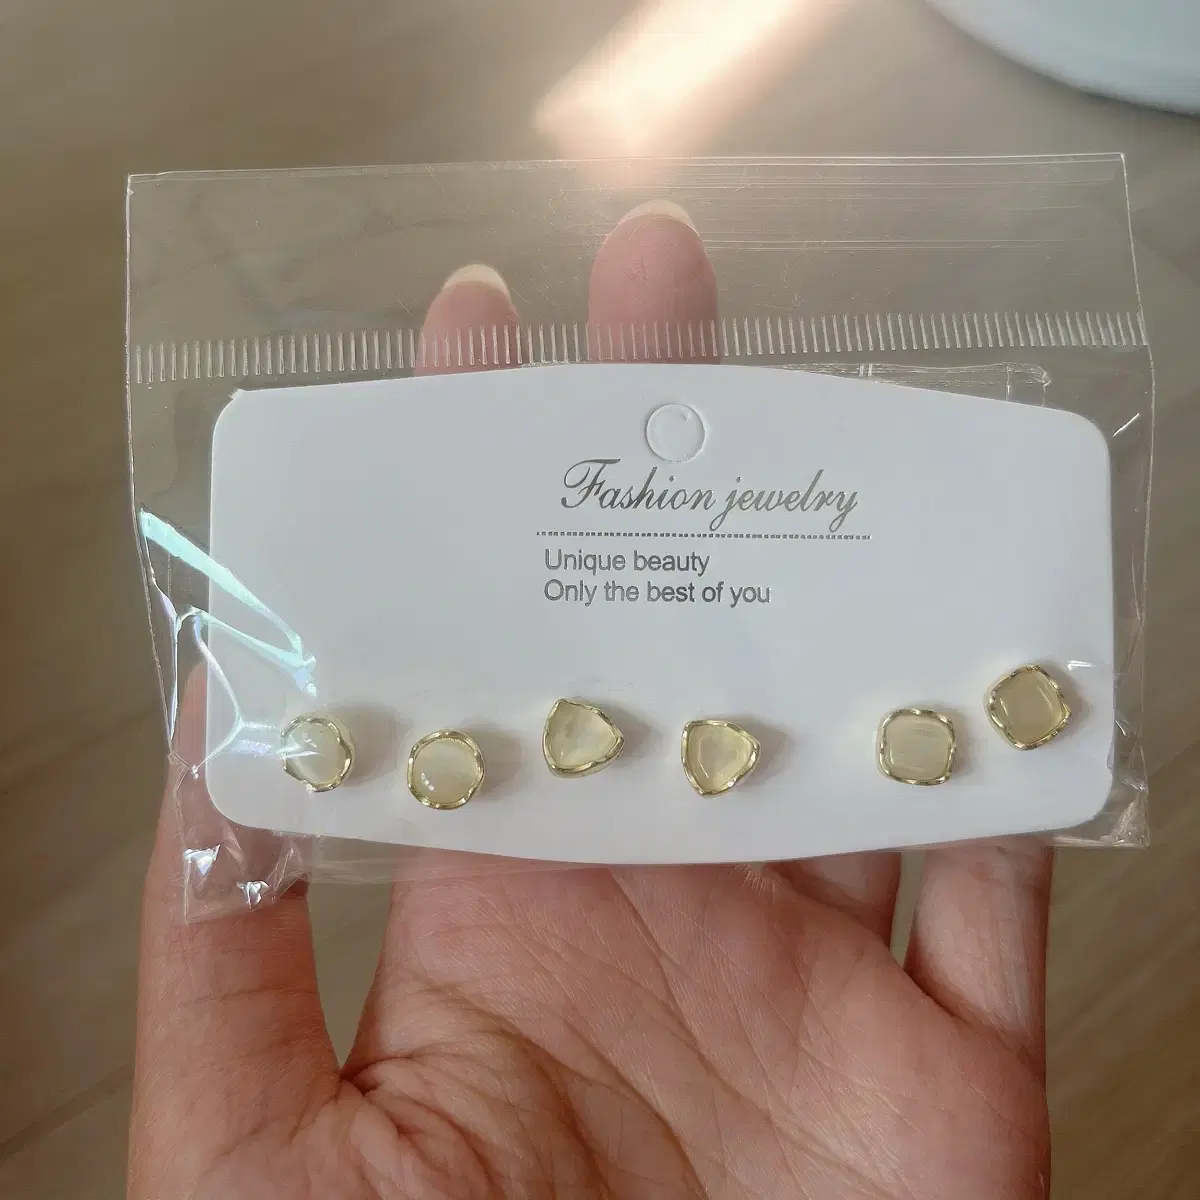 Fashion jewelry
Unique beauty
Only the best of you